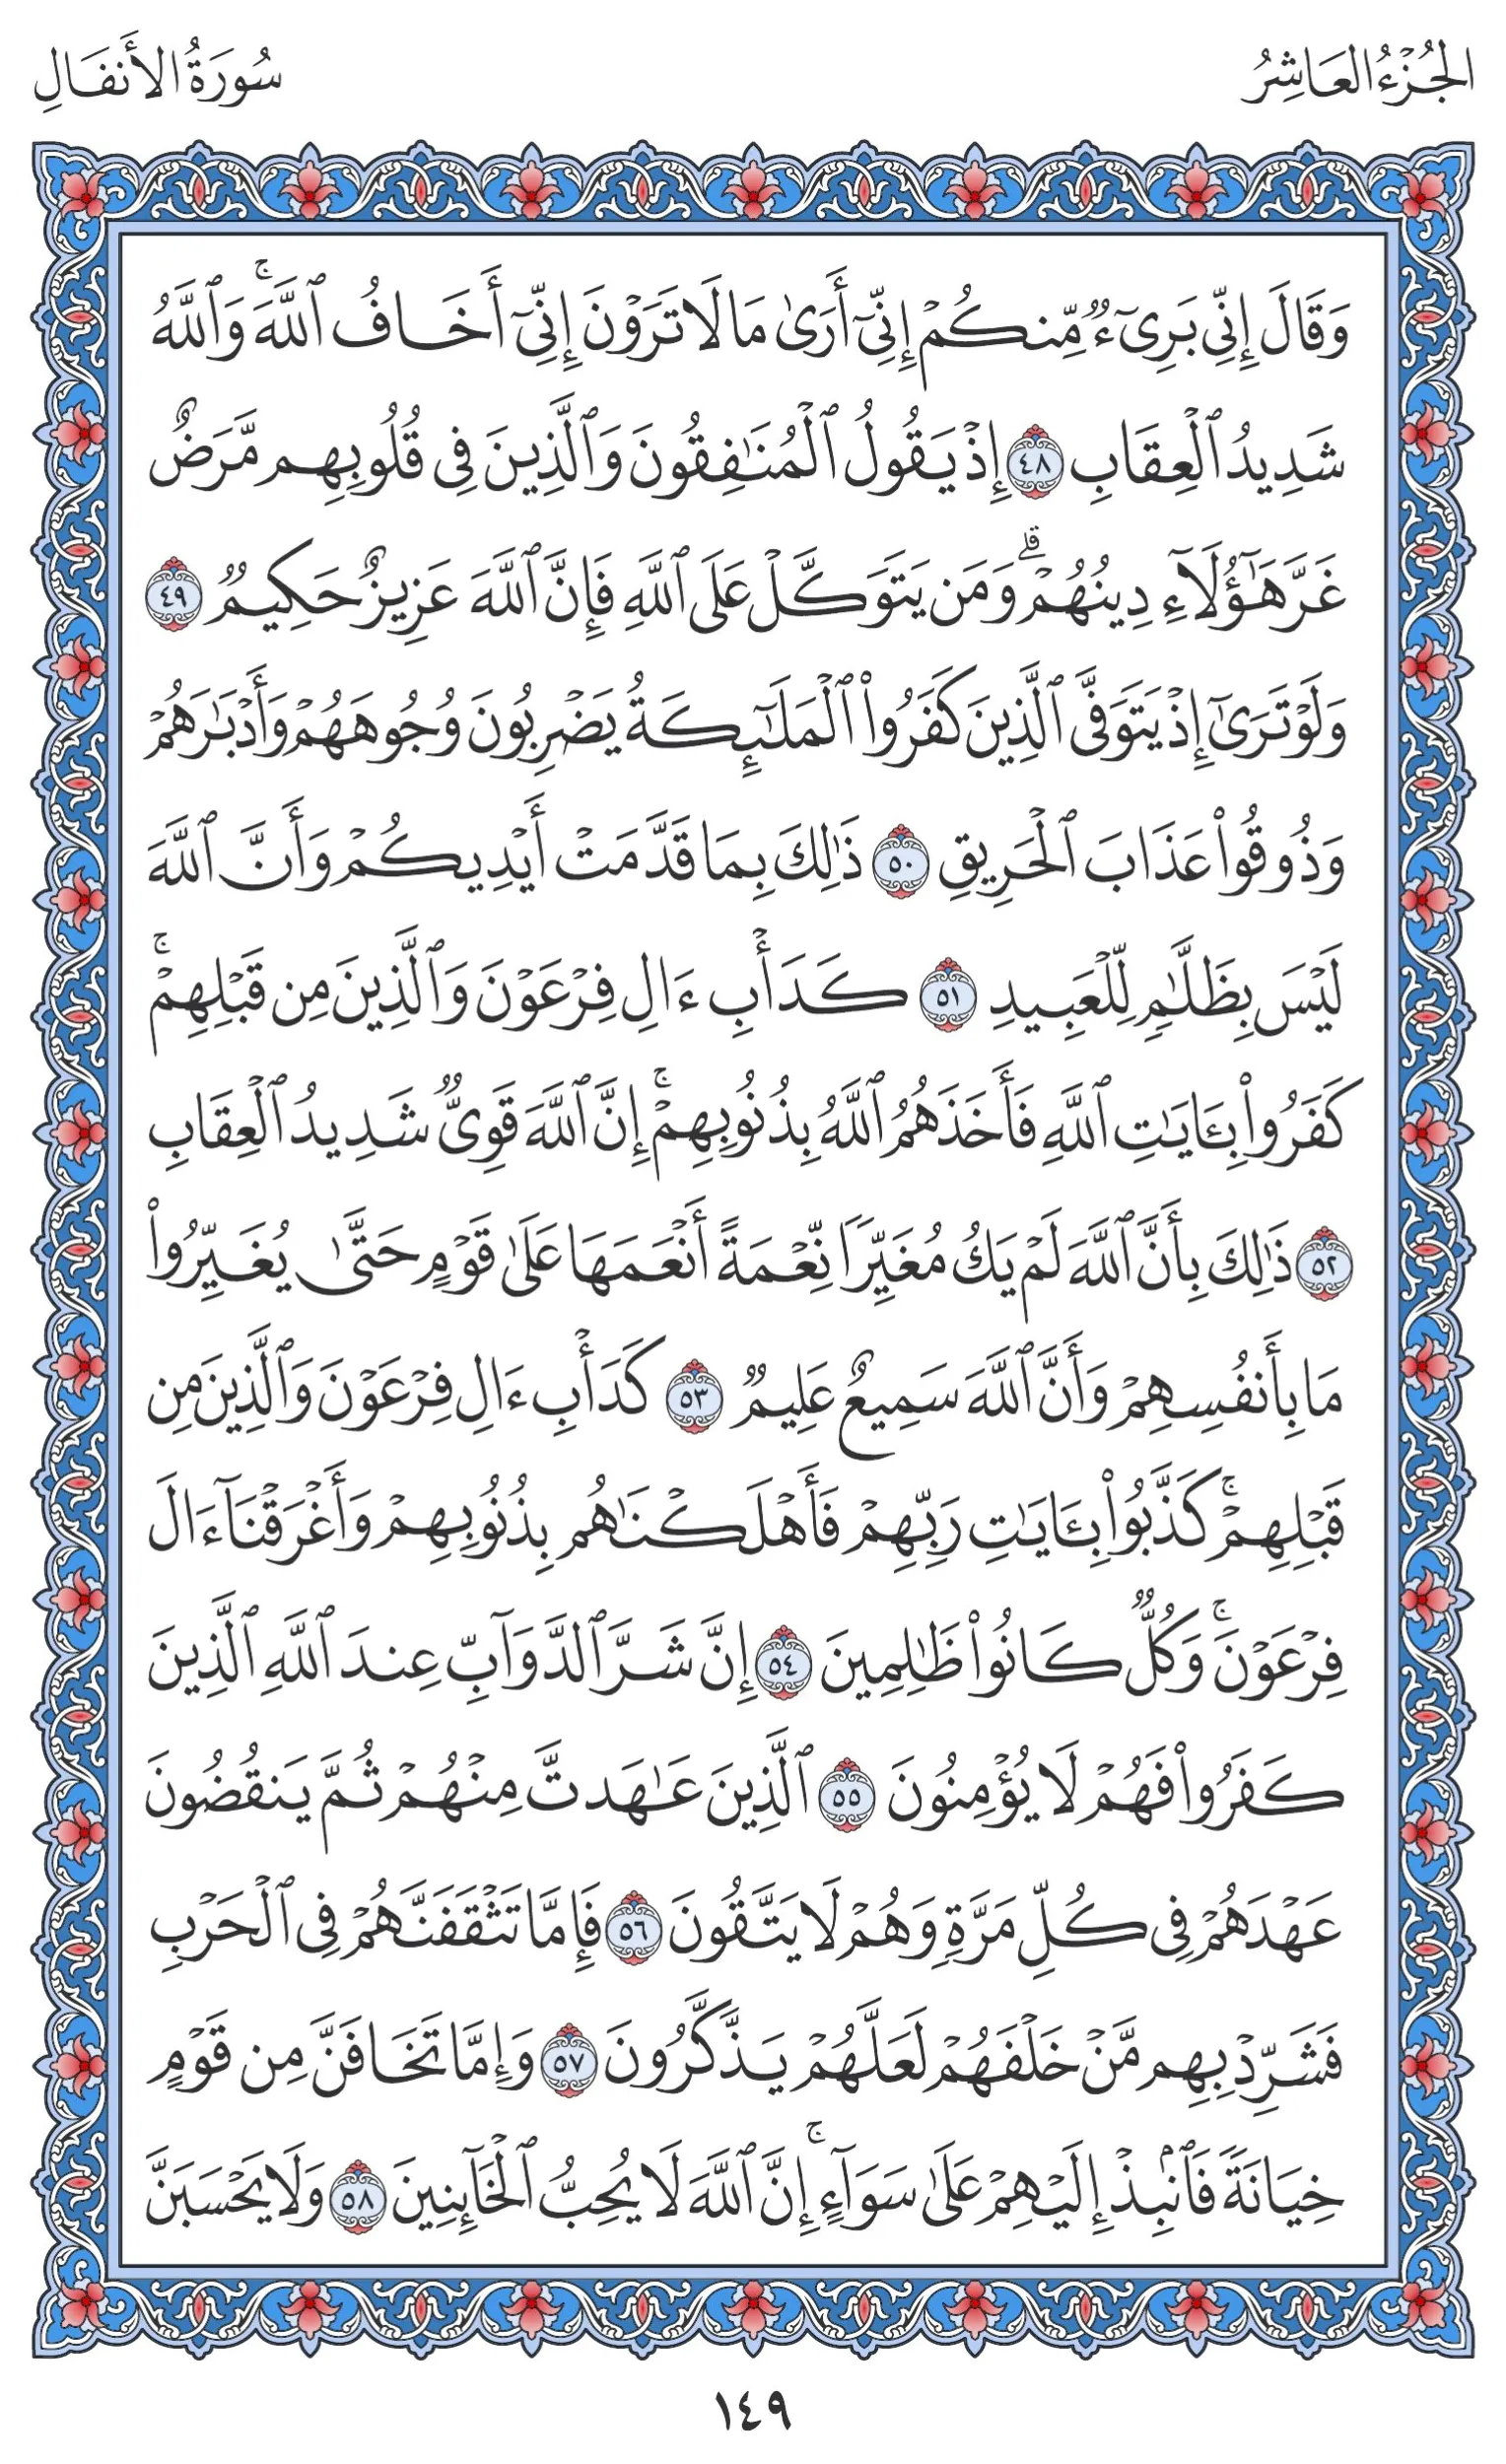 الجُزْءُ العَاشِرُ
سُورَةُ الأَنفَالِ
وَقَالَ إِنِّي بَرِيٓءٞ مِّنكُمۡ إِنِّيٓ أَرَىٰ مَا لَا تَرَوۡنَ إِنِّيٓ أَخَافُ ٱللَّهَۚ وَٱللَّهُ
شَدِيدُ ٱلۡعِقَابِ ٤٨ إِذۡ يَقُولُ ٱلۡمُنَٰفِقُونَ وَٱلَّذِينَ فِي قُلُوبِهِم مَّرَضٌ
غَرَّ هَٰٓؤُلَآءِ دِينُهُمۡۗ وَمَن يَتَوَكَّلۡ عَلَى ٱللَّهِ فَإِنَّ ٱللَّهَ عَزِيزٌ حَكِيمٞ ٤٩
وَلَوۡ تَرَىٰٓ إِذۡ يَتَوَفَّى ٱلَّذِينَ كَفَرُواْ ٱلۡمَلَٰٓئِكَةُ يَضۡرِبُونَ وُجُوهَهُمۡ وَأَدۡبَٰرَهُمۡ
وَذُوقُواْ عَذَابَ ٱلۡحَرِيقِ ٥٠ ذَٰلِكَ بِمَا قَدَّمَتۡ أَيۡدِيكُمۡ وَأَنَّ ٱللَّهَ
لَيۡسَ بِظَلَّٰمٖ لِّلۡعَبِيدِ ٥١ كَدَأۡبِ ءَالِ فِرۡعَوۡنَ وَٱلَّذِينَ مِن قَبۡلِهِمۡۚ
كَفَرُواْ بِـَٔايَٰتِ ٱللَّهِ فَأَخَذَهُمُ ٱللَّهُ بِذُنُوبِهِمۡۚ إِنَّ ٱللَّهَ قَوِيّٞ شَدِيدُ ٱلۡعِقَابِ
٥٢ ذَٰلِكَ بِأَنَّ ٱللَّهَ لَمۡ يَكُ مُغَيِّرٗا نِّعۡمَةً أَنۡعَمَهَا عَلَىٰ قَوۡمٍ حَتَّىٰ يُغَيِّرُواْ
مَا بِأَنفُسِهِمۡ وَأَنَّ ٱللَّهَ سَمِيعٌ عَلِيمٞ ٥٣ كَدَأۡبِ ءَالِ فِرۡعَوۡنَ وَٱلَّذِينَ مِن
قَبۡلِهِمۡۚ كَذَّبُواْ بِـَٔايَٰتِ رَبِّهِمۡ فَأَهۡلَكۡنَٰهُم بِذُنُوبِهِمۡ وَأَغۡرَقۡنَآ ءَالَ
فِرۡعَوۡنَۚ وَكُلّٞ كَانُواْ ظَٰلِمِينَ ٥٤ إِنَّ شَرَّ ٱلدَّوَآبِّ عِندَ ٱللَّهِ ٱلَّذِينَ
كَفَرُواْ فَهُمۡ لَا يُؤۡمِنُونَ ٥٥ ٱلَّذِينَ عَٰهَدتَّ مِنۡهُمۡ ثُمَّ يَنقُضُونَ
عَهۡدَهُمۡ فِي كُلِّ مَرَّةٖ وَهُمۡ لَا يَتَّقُونَ ٥٦ فَإِمَّا تَثۡقَفَنَّهُمۡ فِي ٱلۡحَرۡبِ
فَشَرِّدۡ بِهِم مَّنۡ خَلۡفَهُمۡ لَعَلَّهُمۡ يَذَّكَّرُونَ ٥٧ وَإِمَّا تَخَافَنَّ مِن قَوۡمٍ
خِيَانَةٗ فَٱنۢبِذۡ إِلَيۡهِمۡ عَلَىٰ سَوَآءٍۚ إِنَّ ٱللَّهَ لَا يُحِبُّ ٱلۡخَآئِنِينَ ٥٨ وَلَا يَحۡسَبَنَّ
١٤٩